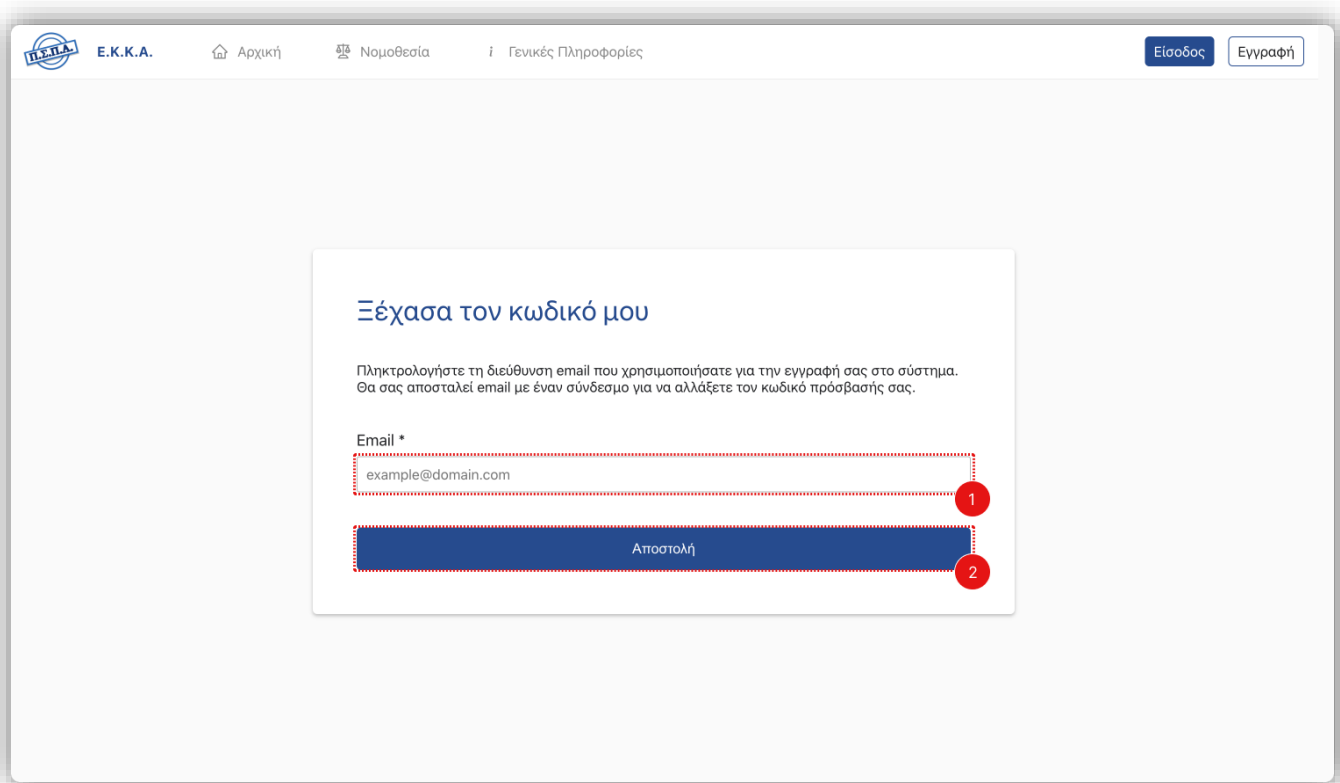 Π.Σ.Π.Α. Ε.Κ.Κ.Α. Αρχική Νομοθεσία i Γενικές Πληροφορίες Είσοδος Εγγραφή
Ξέχασα τον κωδικό μου
Πληκτρολογήστε τη διεύθυνση email που χρησιμοποιήσατε για την εγγραφή σας στο σύστημα.
Θα σας αποσταλεί email με έναν σύνδεσμο για να αλλάξετε τον κωδικό πρόσβασής σας.
Email *
example@domain.com
1
Αποστολή
2